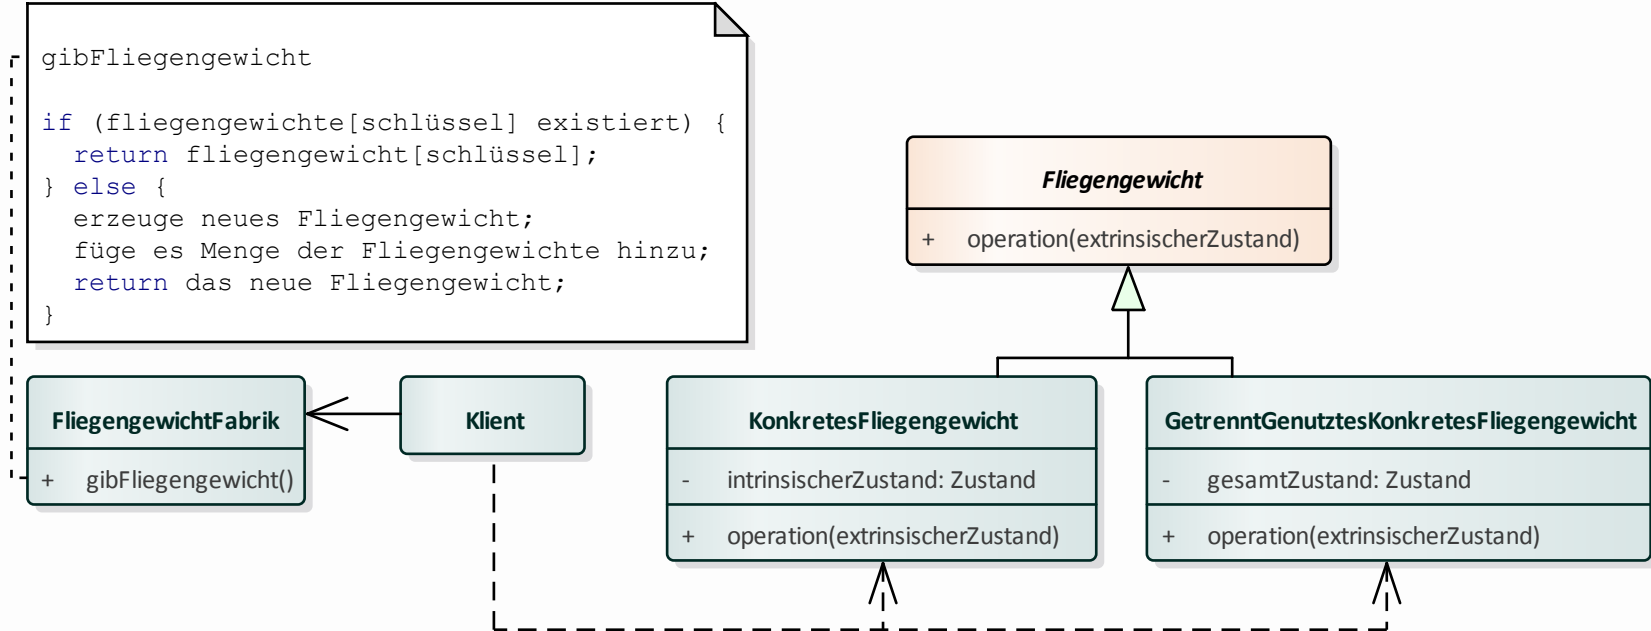 gibFliegengewicht
if (fliegengewichte[schlüssel] existiert) {
  return fliegengewicht[schlüssel];
} else {
  erzeuge neues Fliegengewicht;
  füge es Menge der Fliegengewichte hinzu;
  return das neue Fliegengewicht;
}
Fliegengewicht
+ operation(extrinsischerZustand)
FliegengewichtFabrik
+ gibFliegengewicht()
Klient
KonkretesFliegengewicht
- intrinsischerZustand: Zustand
+ operation(extrinsischerZustand)
GetrenntGenutztesKonkretesFliegengewicht
- gesamtZustand: Zustand
+ operation(extrinsischerZustand)